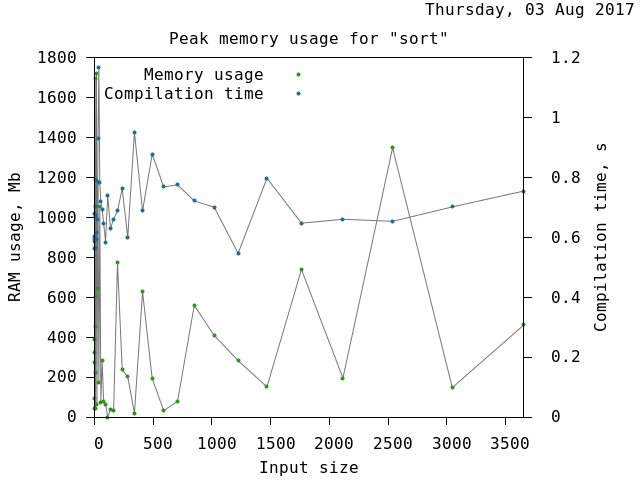 Thursday, 03 Aug 2017
Peak memory usage for "sort"
Memory usage
Compilation time
RAM usage, Mb
1800
1600
1400
1200
1000
800
600
400
200
0
Compilation time, s
1.2
1
0.8
0.6
0.4
0.2
0
0 500 1000 1500 2000 2500 3000 3500
Input size